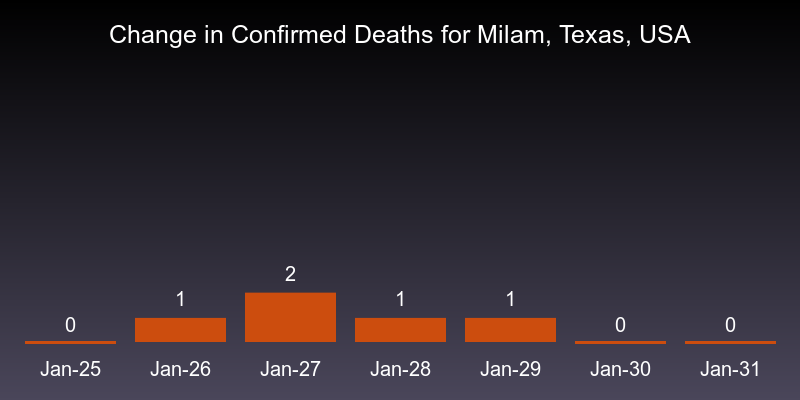 Change in Confirmed Deaths for Milam, Texas, USA
0 1 2 1 1 0 0
Jan-25 Jan-26 Jan-27 Jan-28 Jan-29 Jan-30 Jan-31